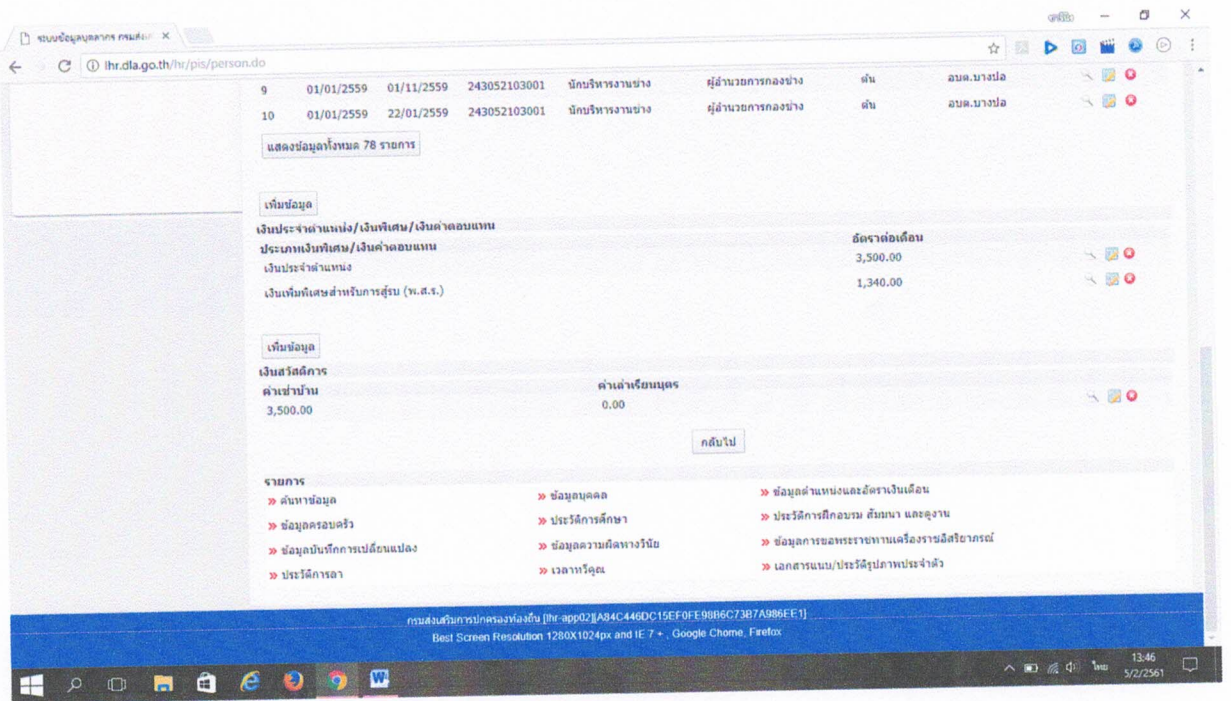 ระบบข้อมูลบุคลากร กรมส่งเส
lhr.dla.go.th/hr/pis/person.do
9 01/01/2559 01/11/2559 243052103001 นักบริหารงานช่าง ผู้อำนวยการกองช่าง ต้น อบต.บางปลา
10 01/01/2559 22/01/2559 243052103001 นักบริหารงานช่าง ผู้อำนวยการกองช่าง ต้น อบต.บางปลา
แสดงข้อมูลทั้งหมด 78 รายการ
เพิ่มข้อมูล
เงินประจำตำแหน่ง/เงินพิเศษ/เงินค่าตอบแทน
ประเภทเงินพิเศษ/เงินค่าตอบแทน อัตราต่อเดือน
เงินประจำตำแหน่ง 3,500.00
เงินเพิ่มพิเศษสำหรับการสู้รบ (พ.ส.ร.) 1,340.00
เพิ่มข้อมูล
เงินสวัสดิการ
ค่าเช่าบ้าน ค่าเล่าเรียนบุตร
3,500.00 0.00
กลับไป
รายการ
» ค้นหาข้อมูล » ข้อมูลบุคคล » ข้อมูลตำแหน่งและอัตราเงินเดือน
» ข้อมูลครอบครัว » ประวัติการศึกษา » ประวัติการฝึกอบรม สัมมนา และดูงาน
» ข้อมูลบันทึกการเปลี่ยนแปลง » ข้อมูลความผิดทางวินัย » ข้อมูลการขอพระราชทานเครื่องราชอิสริยาภรณ์
» ประวัติการลา » เวลาทวีคูณ » เอกสารแนบ/ประวัติรูปภาพประจำตัว
กรมส่งเสริมการปกครองท้องถิ่น [lhr-app02][A84C446DC15EF0FE98B6C73B7A986EE1]
Best Screen Resolution 1280X1024px and IE 7 + , Google Chome, Firefox
ไทย 13:46
5/2/2561